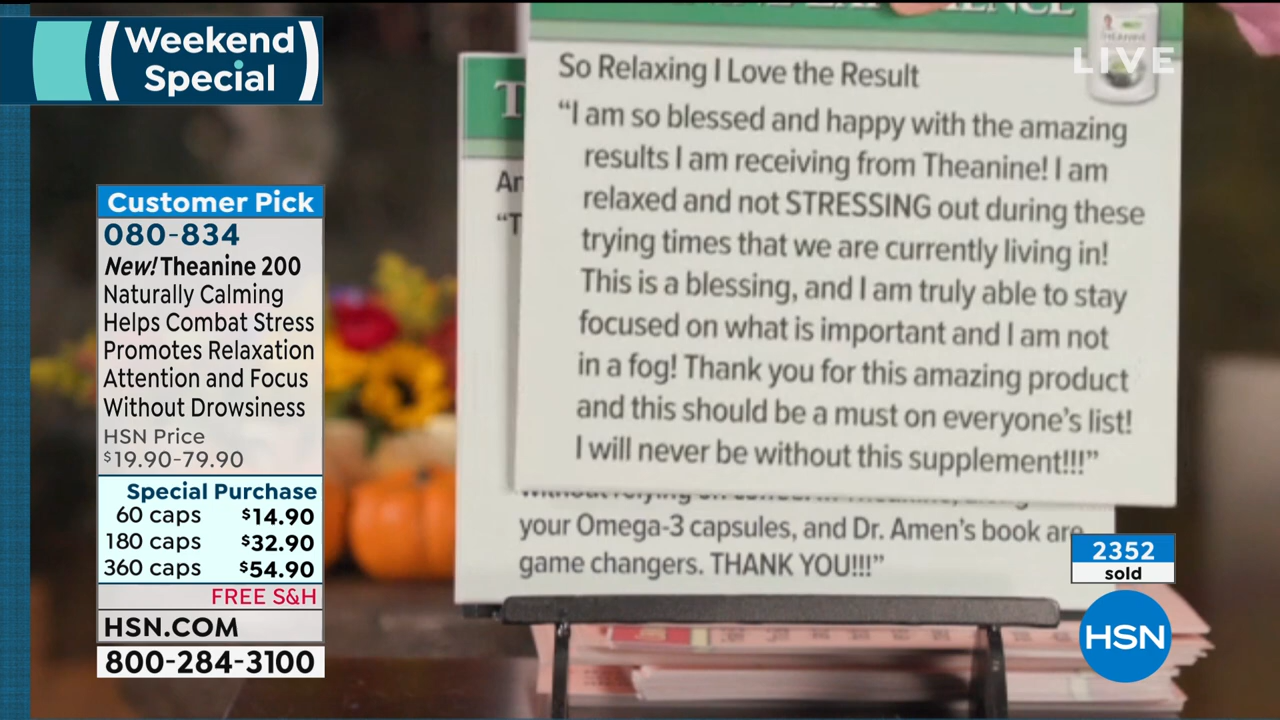 (Weekend
Special)
Customer Pick
080-834
New! Theanine 200
Naturally Calming
Helps Combat Stress
Promotes Relaxation
Attention and Focus
Without Drowsiness
HSN Price
$19.90-79.90
Special Purchase
60 caps $14.90
180 caps $32.90
360 caps $54.90
FREE S&H
HSN.COM
800-284-3100
LIVE
So Relaxing I Love the Result
“I am so blessed and happy with the amazing
results I am receiving from Theanine! I am
relaxed and not STRESSING out during these
trying times that we are currently living in!
This is a blessing, and I am truly able to stay
focused on what is important and I am not
in a fog! Thank you for this amazing product
and this should be a must on everyone’s list!
I will never be without this supplement!!!”
your Omega-3 capsules, and Dr. Amen’s book are
game changers. THANK YOU!!!”
2352
sold
HSN